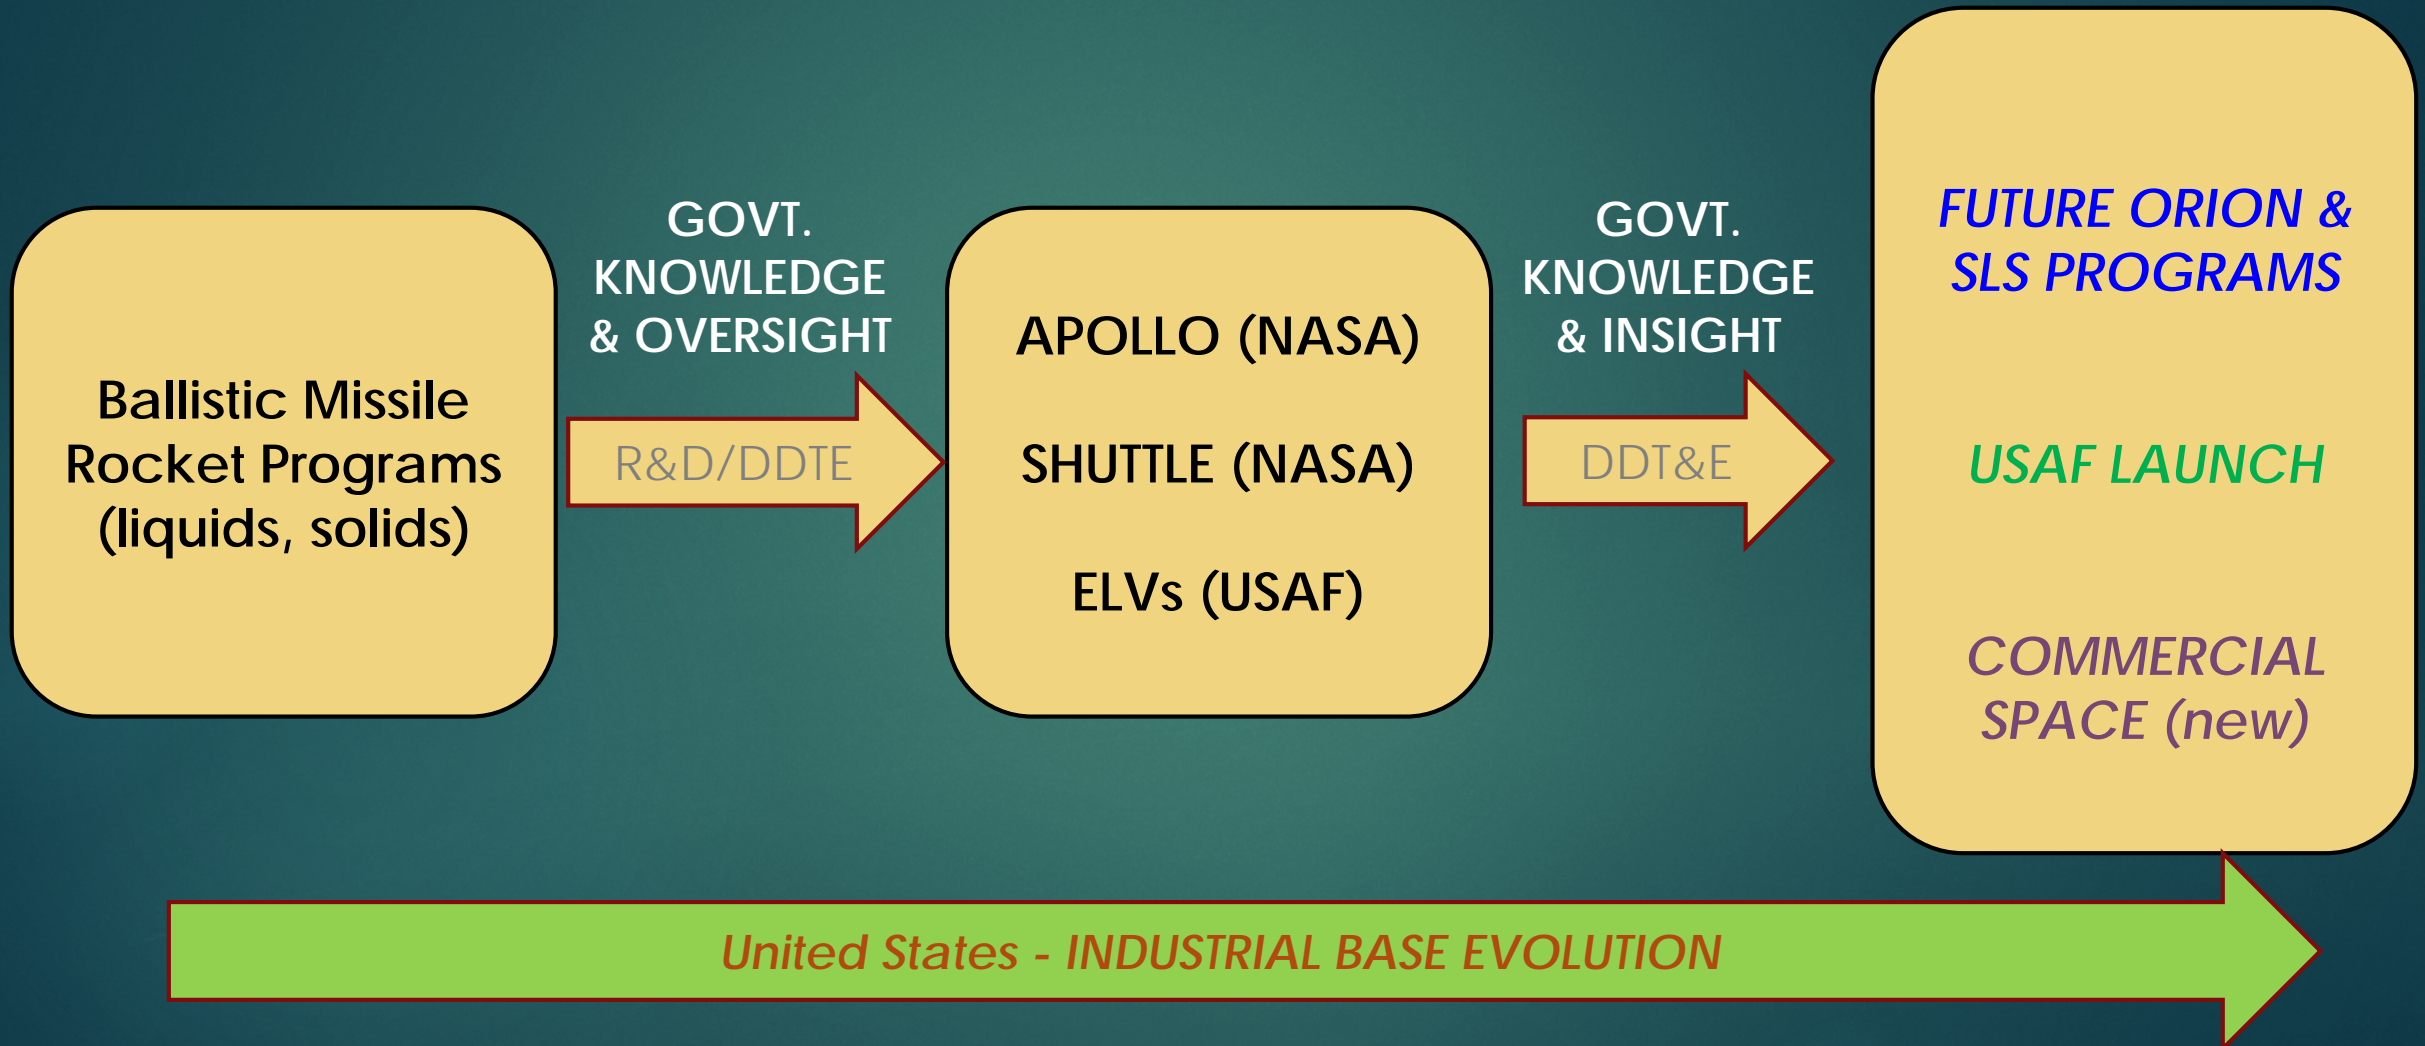 Ballistic Missile
Rocket Programs
(liquids, solids)
GOVT.
KNOWLEDGE
& OVERSIGHT
R&D/DDTE
APOLLO (NASA)
SHUTTLE (NASA)
ELVs (USAF)
GOVT.
KNOWLEDGE
& INSIGHT
DDT&E
FUTURE ORION &
SLS PROGRAMS
USAF LAUNCH
COMMERCIAL
SPACE (new)
United States - INDUSTRIAL BASE EVOLUTION